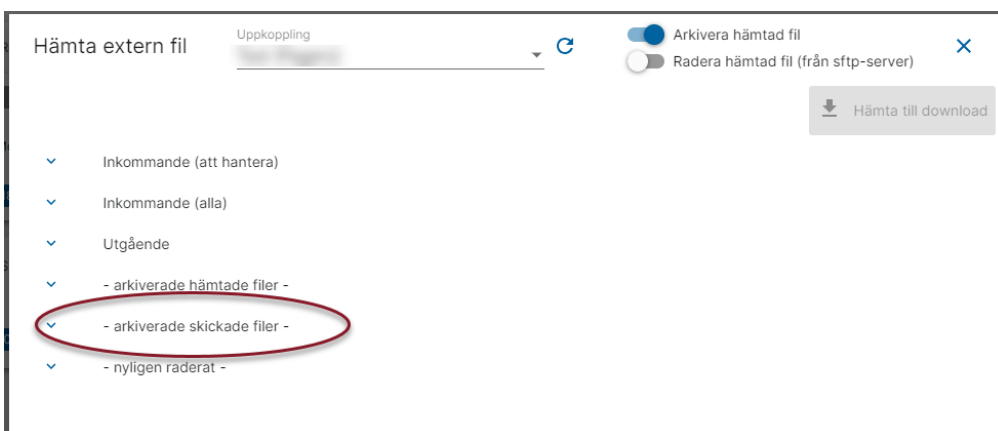 Hämta extern fil
Uppkoppling
Arkivera hämtad fil
Radera hämtad fil (från sftp-server)
Hämta till download
Inkommande (att hantera)
Inkommande (alla)
Utgående
- arkiverade hämtade filer -
- arkiverade skickade filer -
- nyligen raderat -